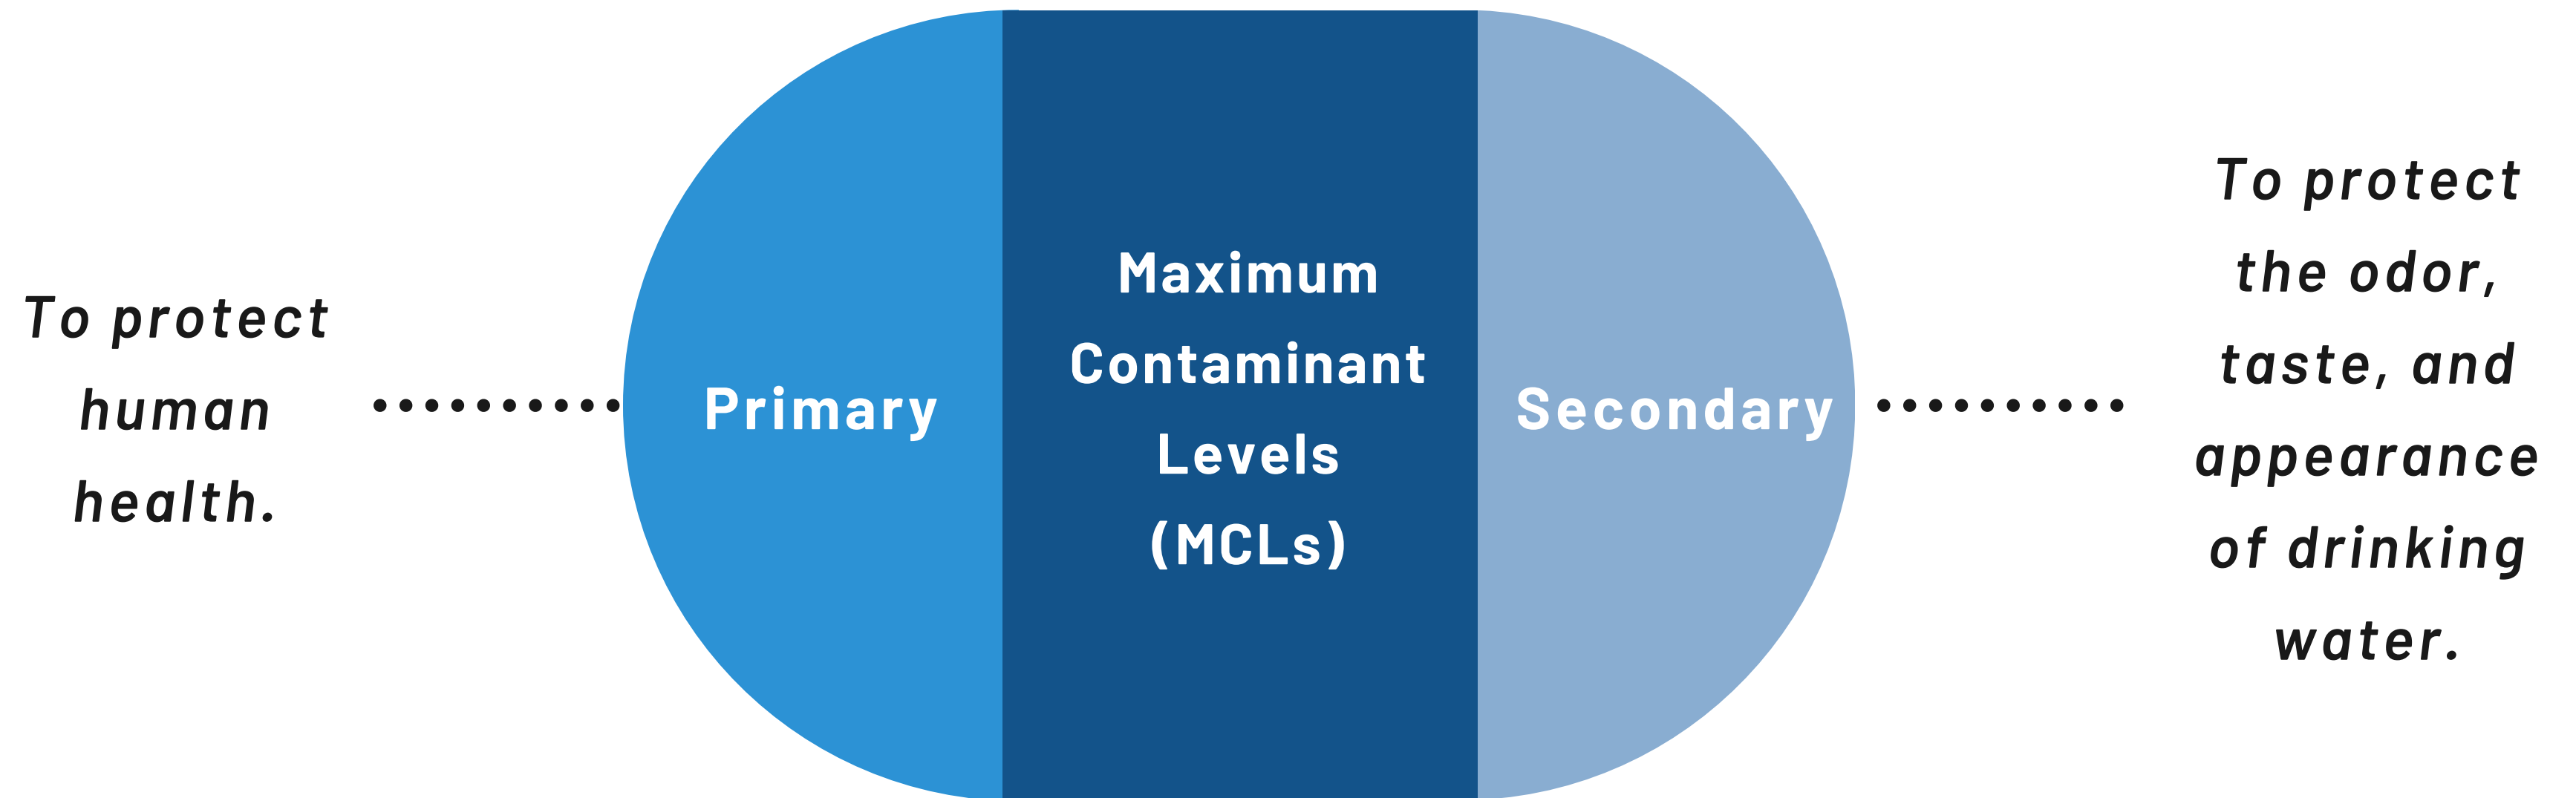 To protect
human
health.
Primary
Maximum
Contaminant
Levels
(MCLs)
Secondary
To protect
the odor,
taste, and
appearance
of drinking
water.